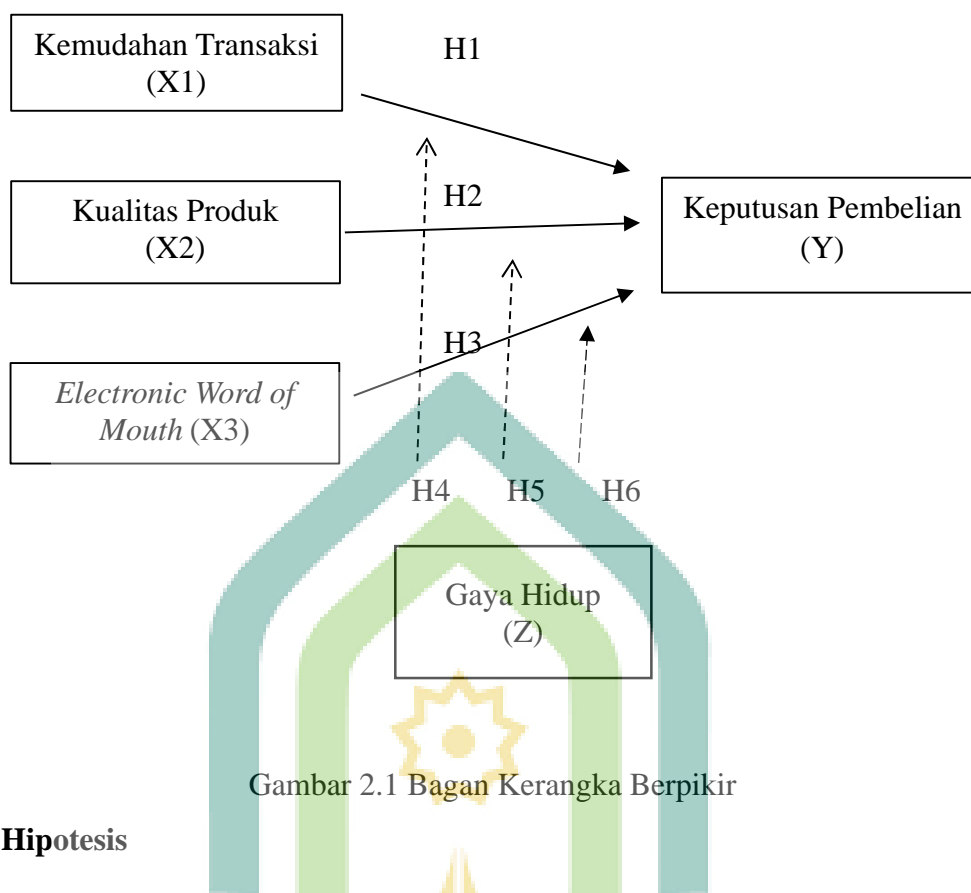 Kemudahan Transaksi
(X1)
H1
Kualitas Produk
(X2)
H2
Keputusan Pembelian
(Y)
Electronic Word of
Mouth (X3)
H3
H4 H5 H6
Gaya Hidup
(Z)
Gambar 2.1 Bagan Kerangka Berpikir
Hipotesis